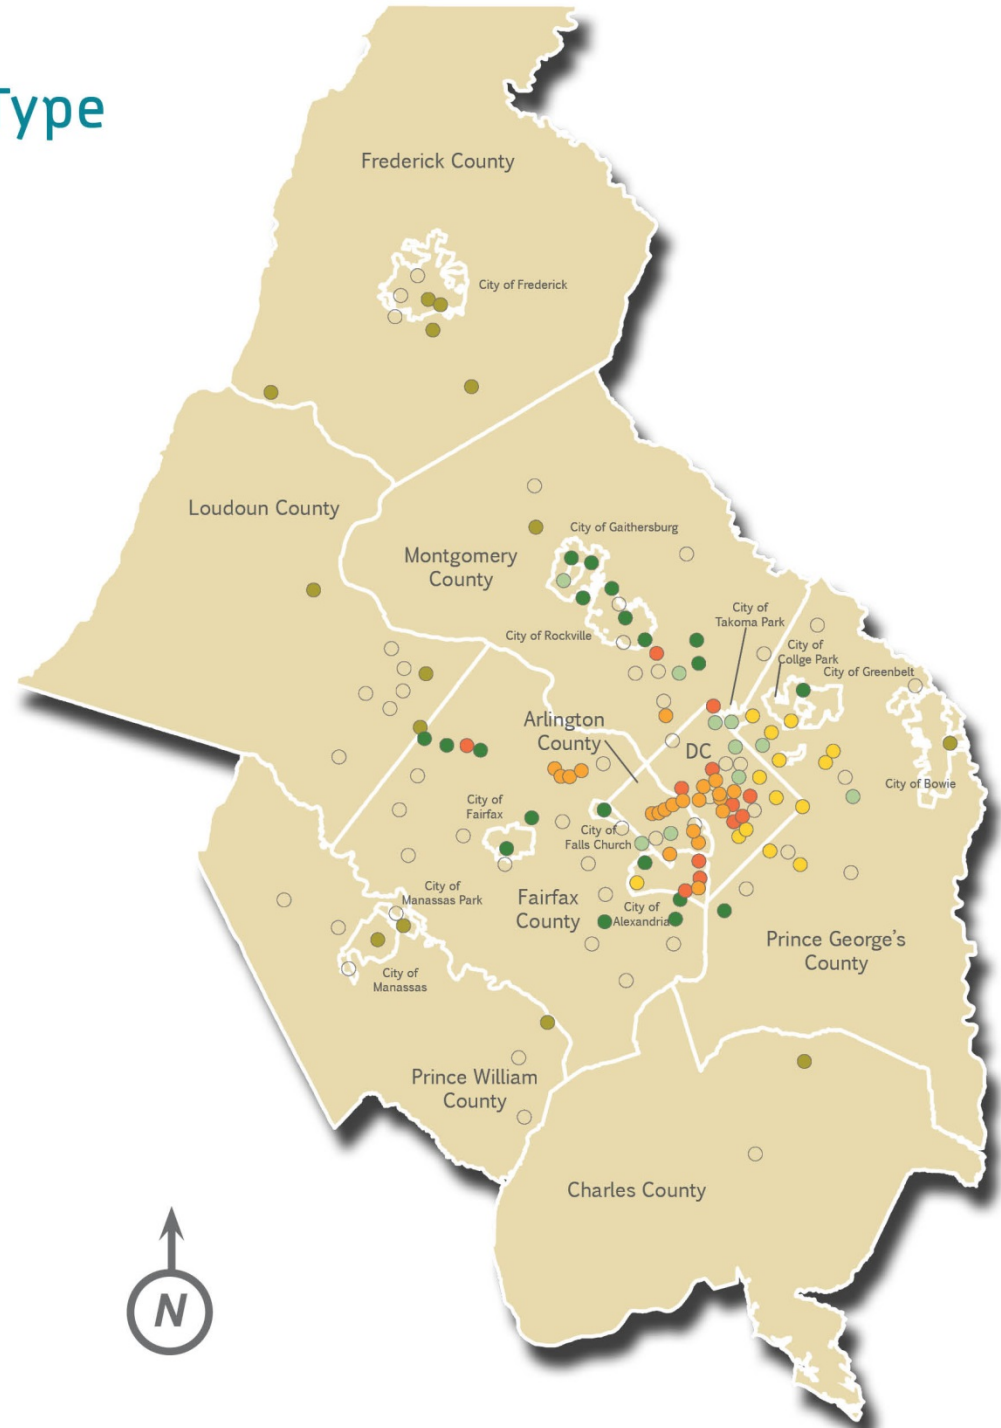 Type
Frederick County
City of Frederick
Loudoun County
City of Gaithersburg
Montgomery
County
City of
Takoma Park
City of Rockville
City of
Collge Park
City of Greenbelt
Arlington
County
DC
City of Bowie
City of
Fairfax
City of
Falls Church
City of
Manassas Park
Fairfax
County
City of
Alexandria
Prince George's
County
City of
Manassas
Prince William
County
Charles County
N